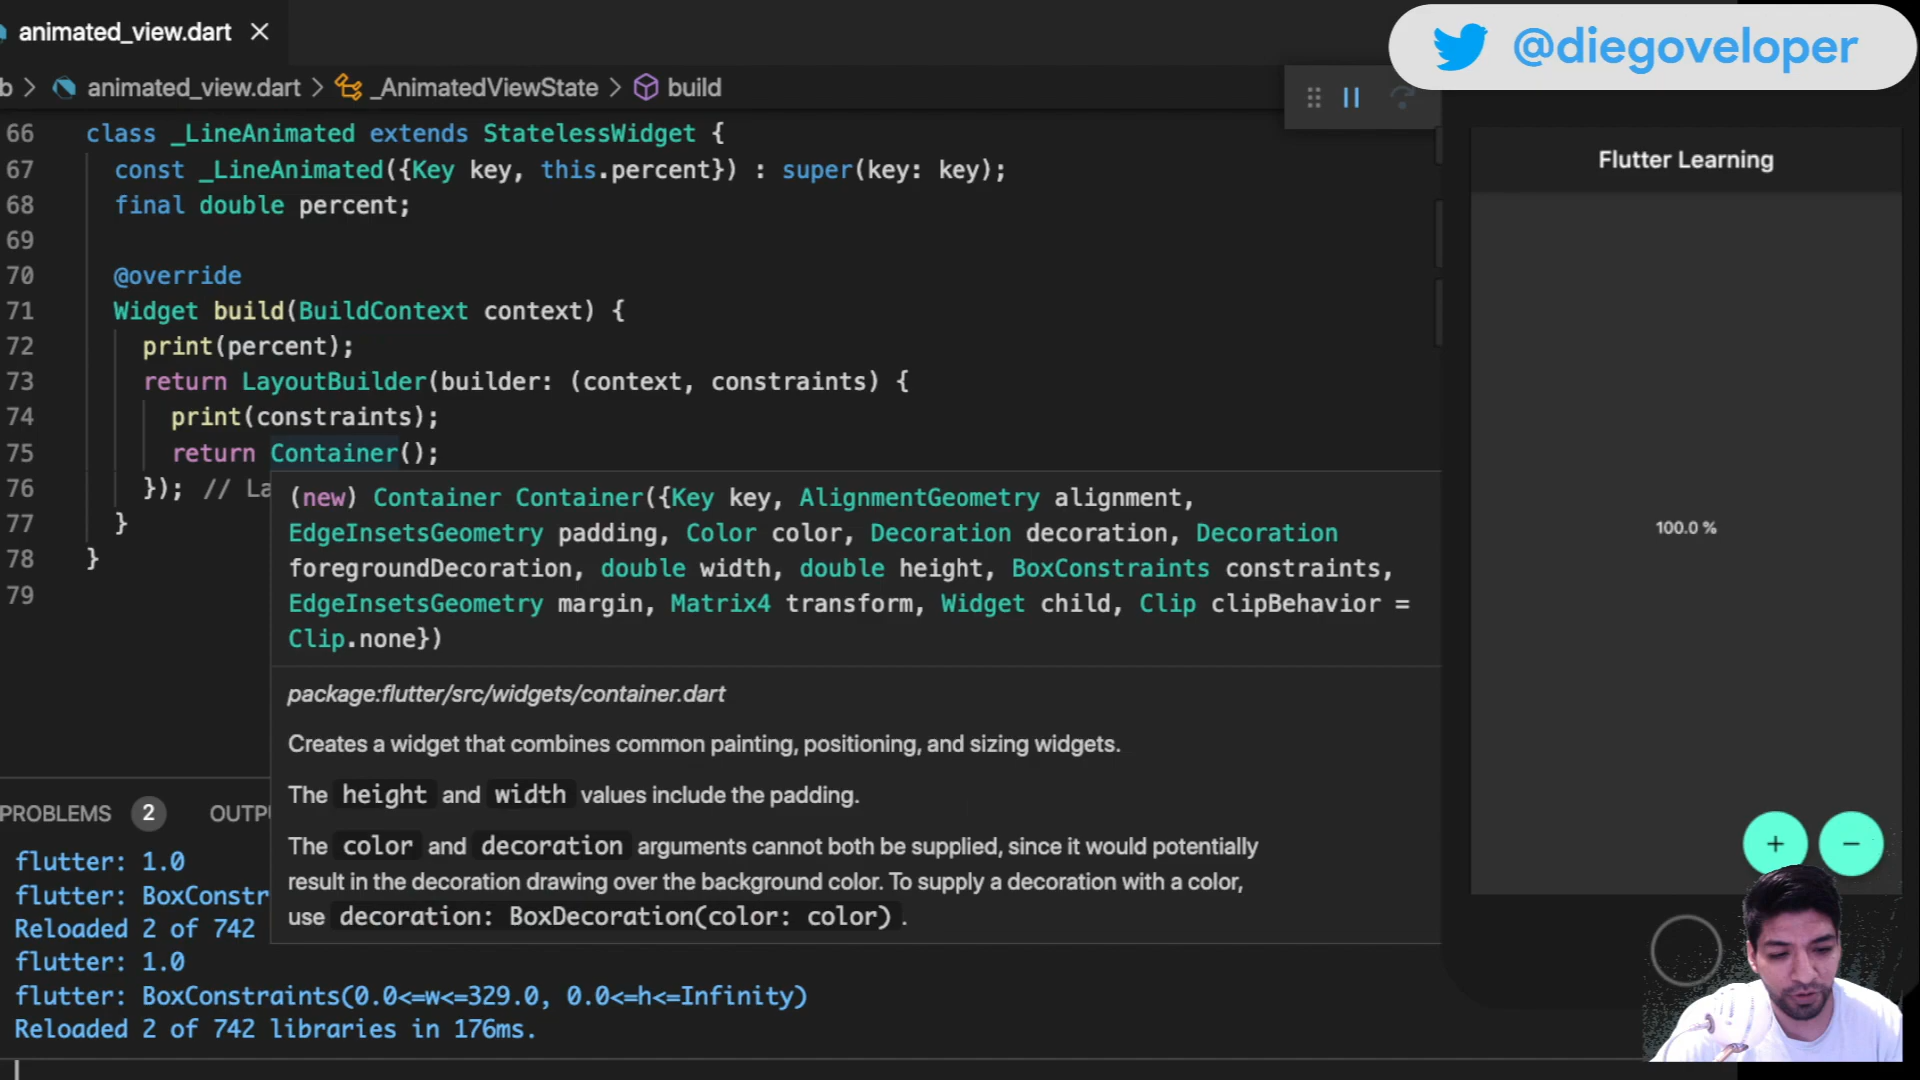 animated_view.dart
@diegoveloper
b > animated_view.dart > _AnimatedViewState > build
66 class _LineAnimated extends StatelessWidget {
67 const _LineAnimated({Key key, this.percent}) : super(key: key);
68 final double percent;
69
70 @override
71 Widget build(BuildContext context) {
72 print(percent);
73 return LayoutBuilder(builder: (context, constraints) {
74 print(constraints);
75 return Container();
76 }); // La
77 }
78 }
79
(new) Container Container({Key key, AlignmentGeometry alignment,
EdgeInsetsGeometry padding, Color color, Decoration decoration, Decoration
foregroundDecoration, double width, double height, BoxConstraints constraints,
EdgeInsetsGeometry margin, Matrix4 transform, Widget child, Clip clipBehavior =
Clip.none})
package:flutter/src/widgets/container.dart
Creates a widget that combines common painting, positioning, and sizing widgets.
The height and width values include the padding.
The color and decoration arguments cannot both be supplied, since it would potentially
result in the decoration drawing over the background color. To supply a decoration with a color,
use decoration: BoxDecoration(color: color) .
PROBLEMS 2 OUTPU
flutter: 1.0
flutter: BoxConstr
Reloaded 2 of 742
flutter: 1.0
flutter: BoxConstraints(0.0<=w<=329.0, 0.0<=h<=Infinity)
Reloaded 2 of 742 libraries in 176ms.
Flutter Learning
100.0 %
+ −